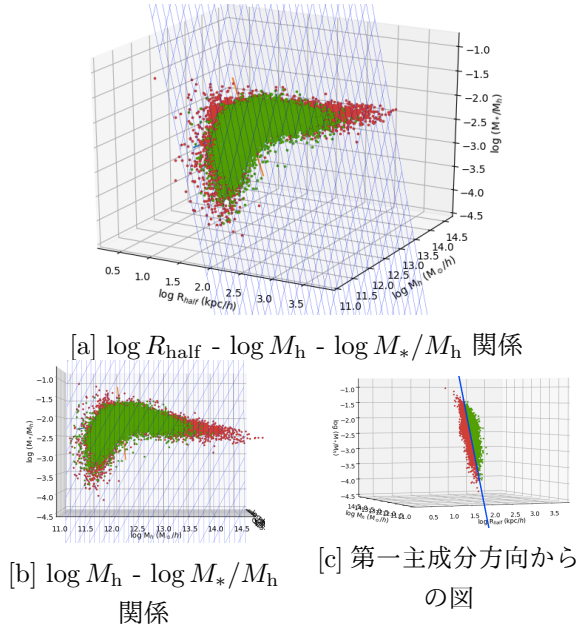 −1.0
−1.5
−2.0
−2.5
−3.0
−3.5
−4.0
−4.5
log (M*/Mh)
0.5 1.0 1.5 2.0 2.5 3.0 3.5
log Rhalf (kpc/h)
11.0 11.5 12.0 12.5 13.0 13.5 14.0 14.5
log Mh (M⊙/h)
[a] log Rhalf - log Mh - log M*/Mh 関係
−1.0
−1.5
−2.0
−2.5
−3.0
−3.5
−4.0
−4.5
log (M*/Mh)
11.0 11.5 12.0 12.5 13.0 13.5 14.0 14.5
log Mh (M⊙/h)
[b] log Mh - log M*/Mh
関係
−1.0
−1.5
−2.0
−2.5
−3.0
−3.5
−4.0
−4.5
log (M*/Mh)
0.5 1.0 1.5 2.0 2.5 3.0 3.5
log Rhalf (kpc/h)
log Mh (M⊙/h)
[c] 第一主成分方向から
の図